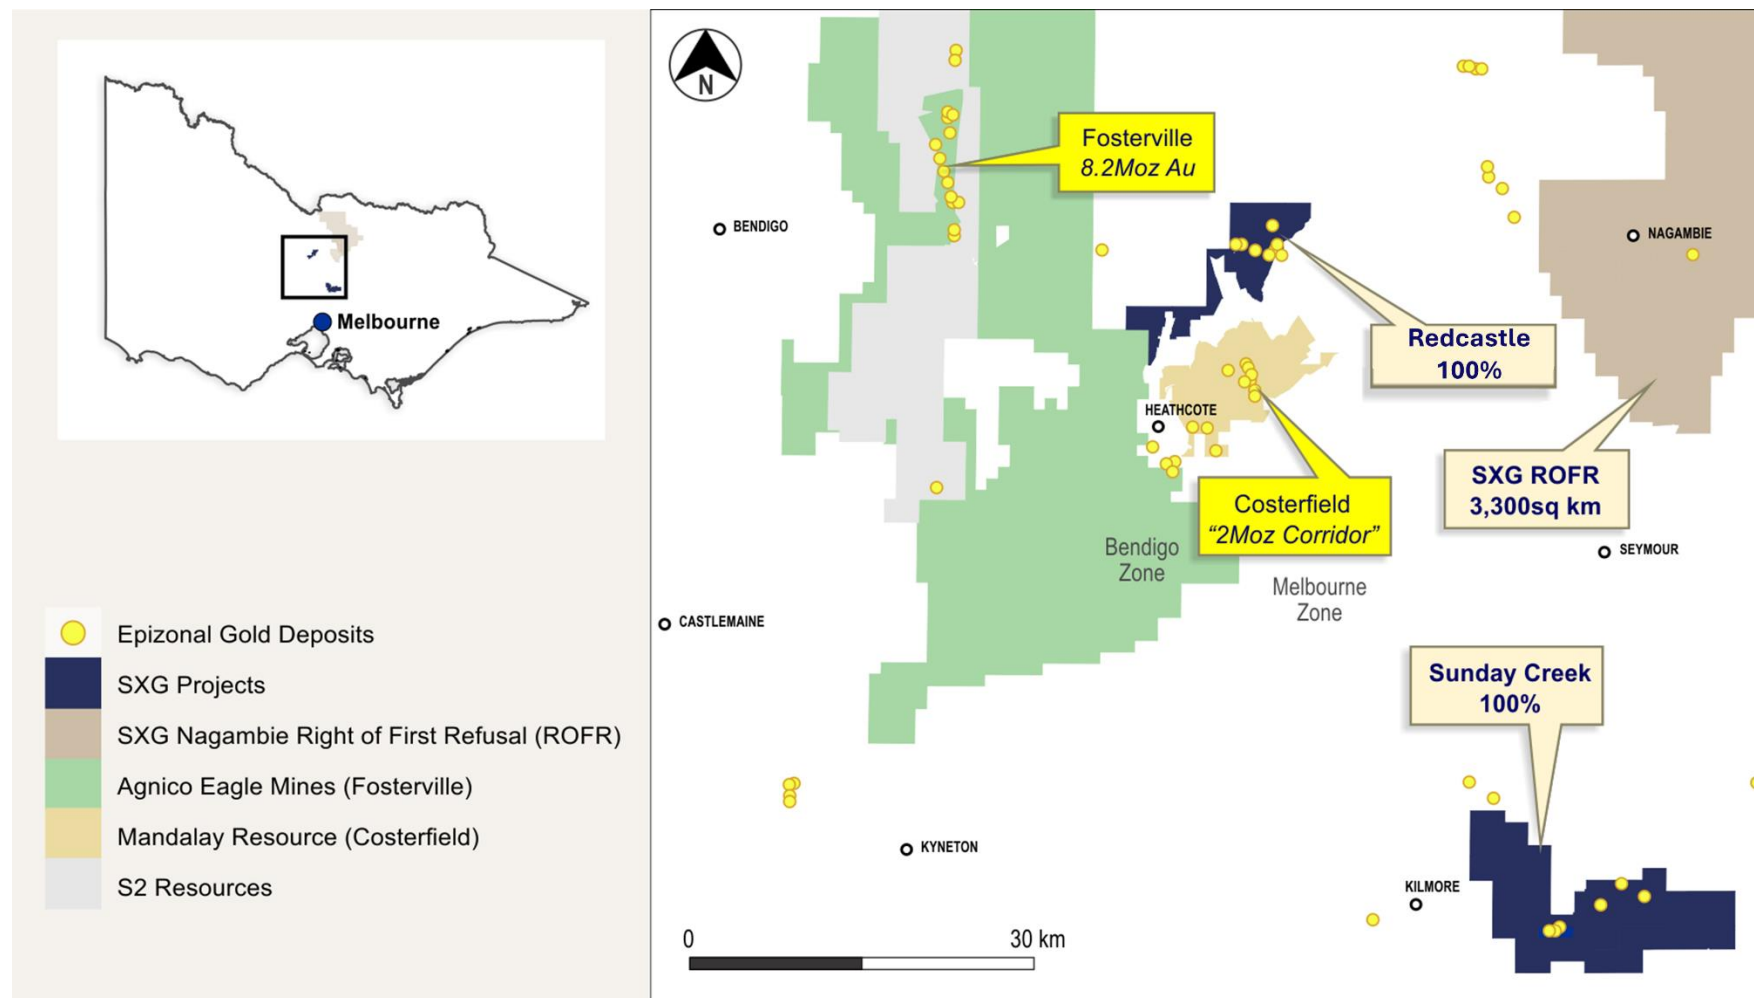 Melbourne
Epizonal Gold Deposits
SXG Projects
SXG Nagambie Right of First Refusal (ROFR)
Agnico Eagle Mines (Fosterville)
Mandalay Resource (Costerfield)
S2 Resources
N
Fosterville
8.2Moz Au
BENDIGO
NAGAMBIE
Redcastle
100%
HEATHCOTE
SXG ROFR
3,300sq km
Costerfield
“2Moz Corridor”
Bendigo
Zone
SEYMOUR
Melbourne
Zone
CASTLEMAINE
Sunday Creek
100%
KYNETON
KILMORE
0
30 km